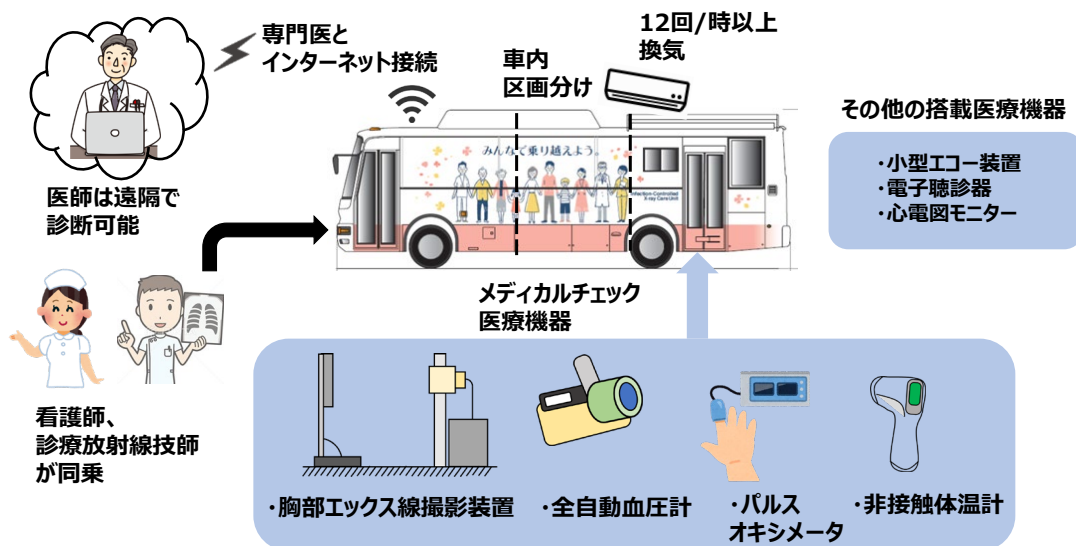 専門医と
インターネット接続
12回/時以上
換気
車内
区画分け
その他の搭載医療機器
・小型エコー装置
・電子聴診器
・心電図モニター
みんなで乗り越えよう。
Infection-Controlled
X-ray Care Unit
医師は遠隔で
診断可能
メディカルチェック
医療機器
看護師、
診療放射線技師
が同乗
・胸部エックス線撮影装置
・全自動血圧計
・パルス
オキシメータ
・非接触体温計